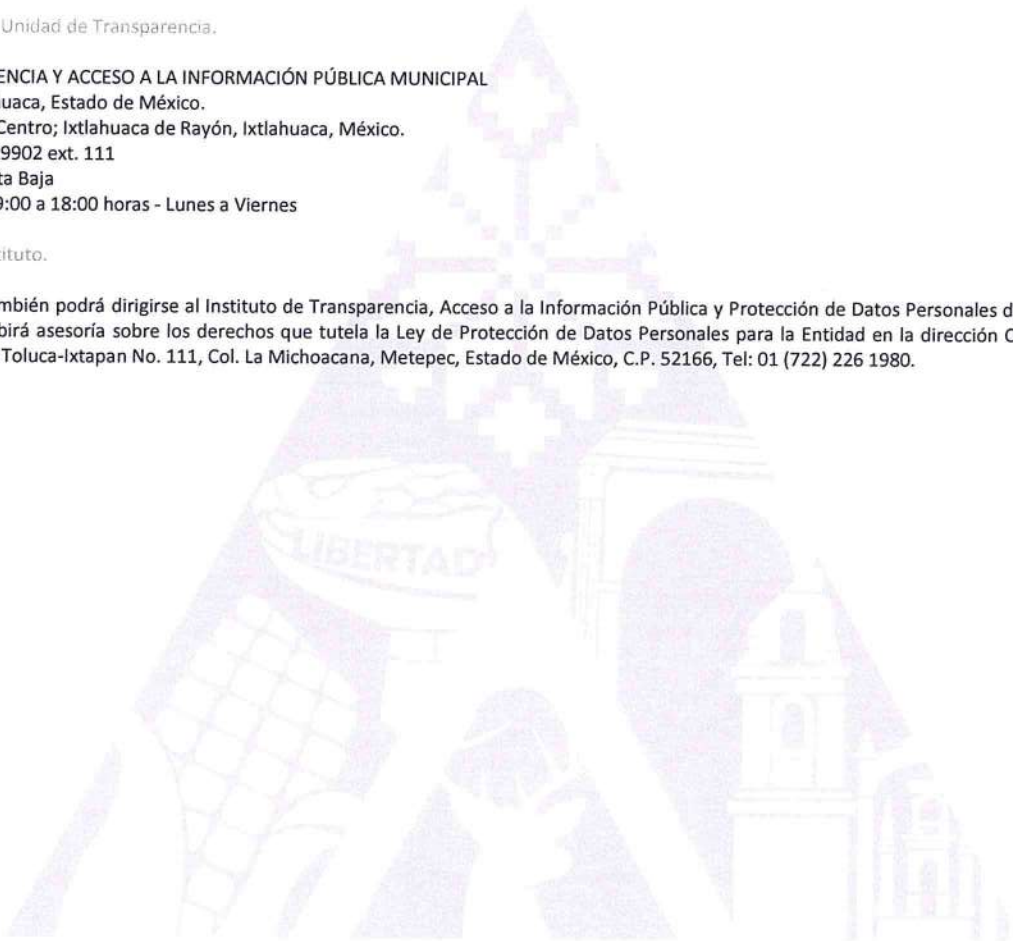 Unidad de Transparencia.
ENCIA Y ACCESO A LA INFORMACIÓN PÚBLICA MUNICIPAL
uaca, Estado de México.
Centro; Ixtlahuaca de Rayón, Ixtlahuaca, México.
9902 ext. 111
ta Baja
9:00 a 18:00 horas - Lunes a Viernes
tituto.
mbién podrá dirigirse al Instituto de Transparencia, Acceso a la Información Pública y Protección de Datos Personales d
birá asesoría sobre los derechos que tutela la Ley de Protección de Datos Personales para la Entidad en la dirección C
Toluca-Ixtapan No. 111, Col. La Michoacana, Metepec, Estado de México, C.P. 52166, Tel: 01 (722) 226 1980.
LIBERTAD